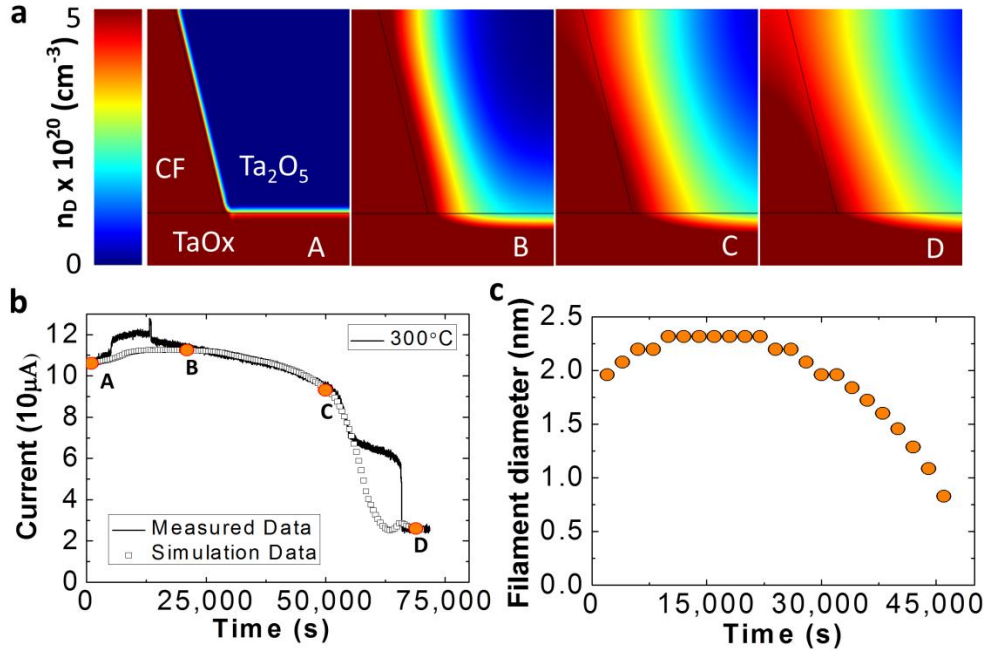 a
5
n_D x 10^20 (cm^-3)
0
CF
Ta2O5
TaOx
A
B
C
D
b
12
10
8
6
4
2
0
Current (10µA)
300°C
A
B
C
D
Measured Data
Simulation Data
0
25,000
50,000
75,000
Time (s)
c
2.5
2.0
1.5
1.0
0.5
0.0
Filament diameter (nm)
0
15,000
30,000
45,000
Time (s)